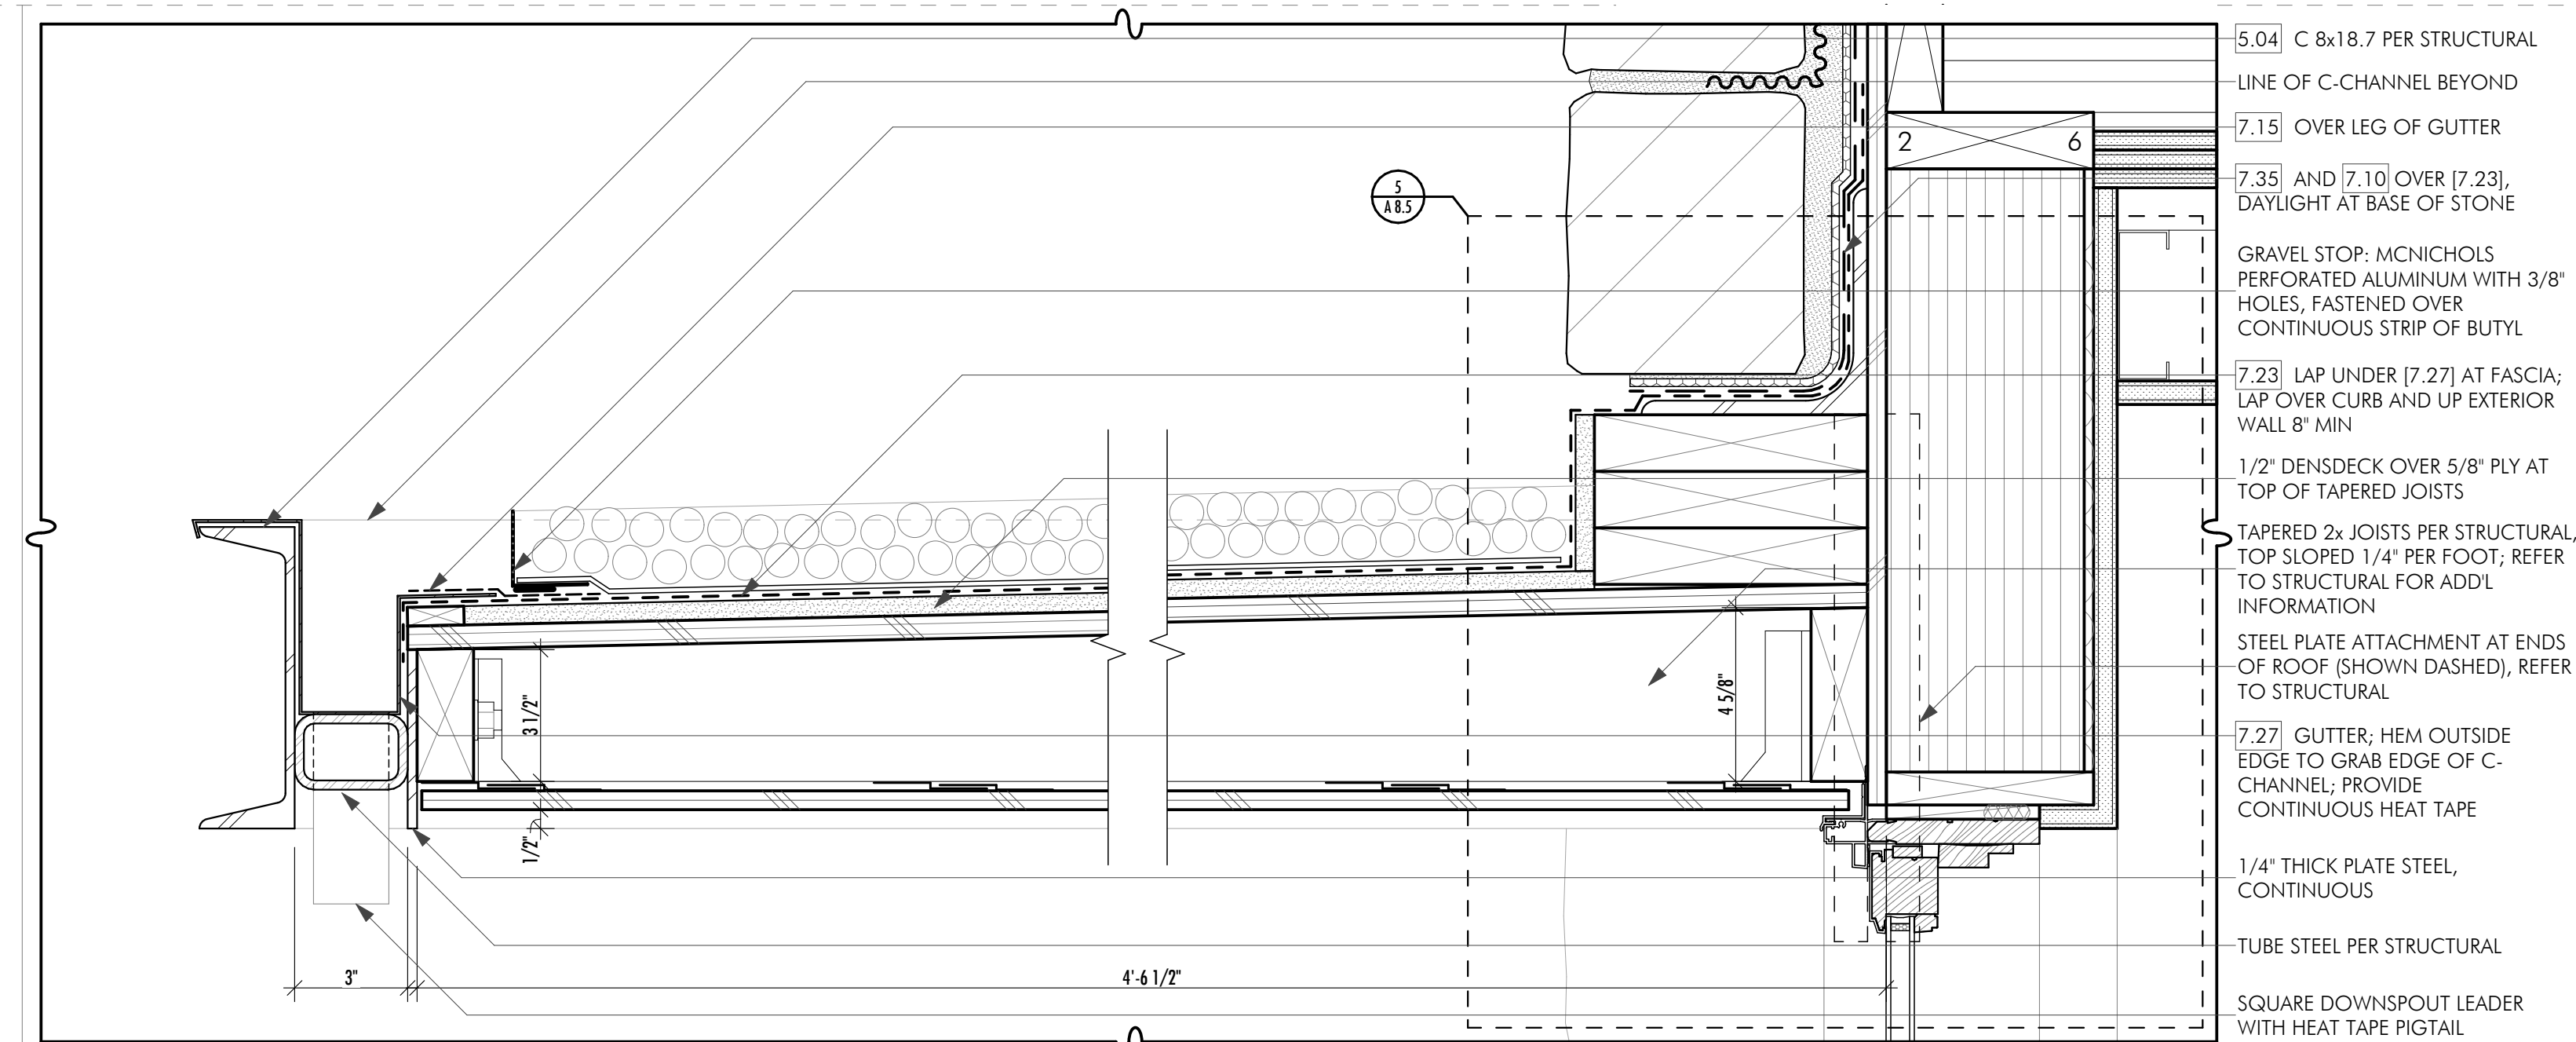 5.04 C 8x18.7 PER STRUCTURAL
LINE OF C-CHANNEL BEYOND
7.15 OVER LEG OF GUTTER
7.35 AND 7.10 OVER [7.23],
DAYLIGHT AT BASE OF STONE
GRAVEL STOP: MCNICHOLS
PERFORATED ALUMINUM WITH 3/8"
HOLES, FASTENED OVER
CONTINUOUS STRIP OF BUTYL
7.23 LAP UNDER [7.27] AT FASCIA;
LAP OVER CURB AND UP EXTERIOR
WALL 8" MIN
1/2" DENSDECK OVER 5/8" PLY AT
TOP OF TAPERED JOISTS
TAPERED 2x JOISTS PER STRUCTURAL,
TOP SLOPED 1/4" PER FOOT; REFER
TO STRUCTURAL FOR ADD'L
INFORMATION
STEEL PLATE ATTACHMENT AT ENDS
OF ROOF (SHOWN DASHED), REFER
TO STRUCTURAL
7.27 GUTTER; HEM OUTSIDE
EDGE TO GRAB EDGE OF C-
CHANNEL; PROVIDE
CONTINUOUS HEAT TAPE
1/4" THICK PLATE STEEL,
CONTINUOUS
TUBE STEEL PER STRUCTURAL
SQUARE DOWNSPOUT LEADER
WITH HEAT TAPE PIGTAIL
2 6
5
A 8.5
3 1/2"
4 5/8"
1/2"
3"
4'-6 1/2"